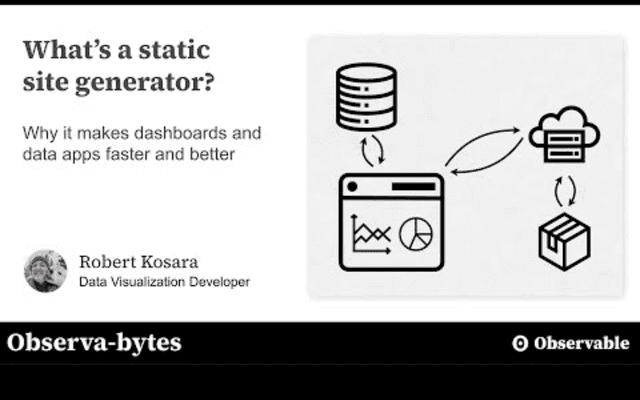 What’s a static
site generator?
Why it makes dashboards and
data apps faster and better
Robert Kosara
Data Visualization Developer
Observa-bytes
Observable